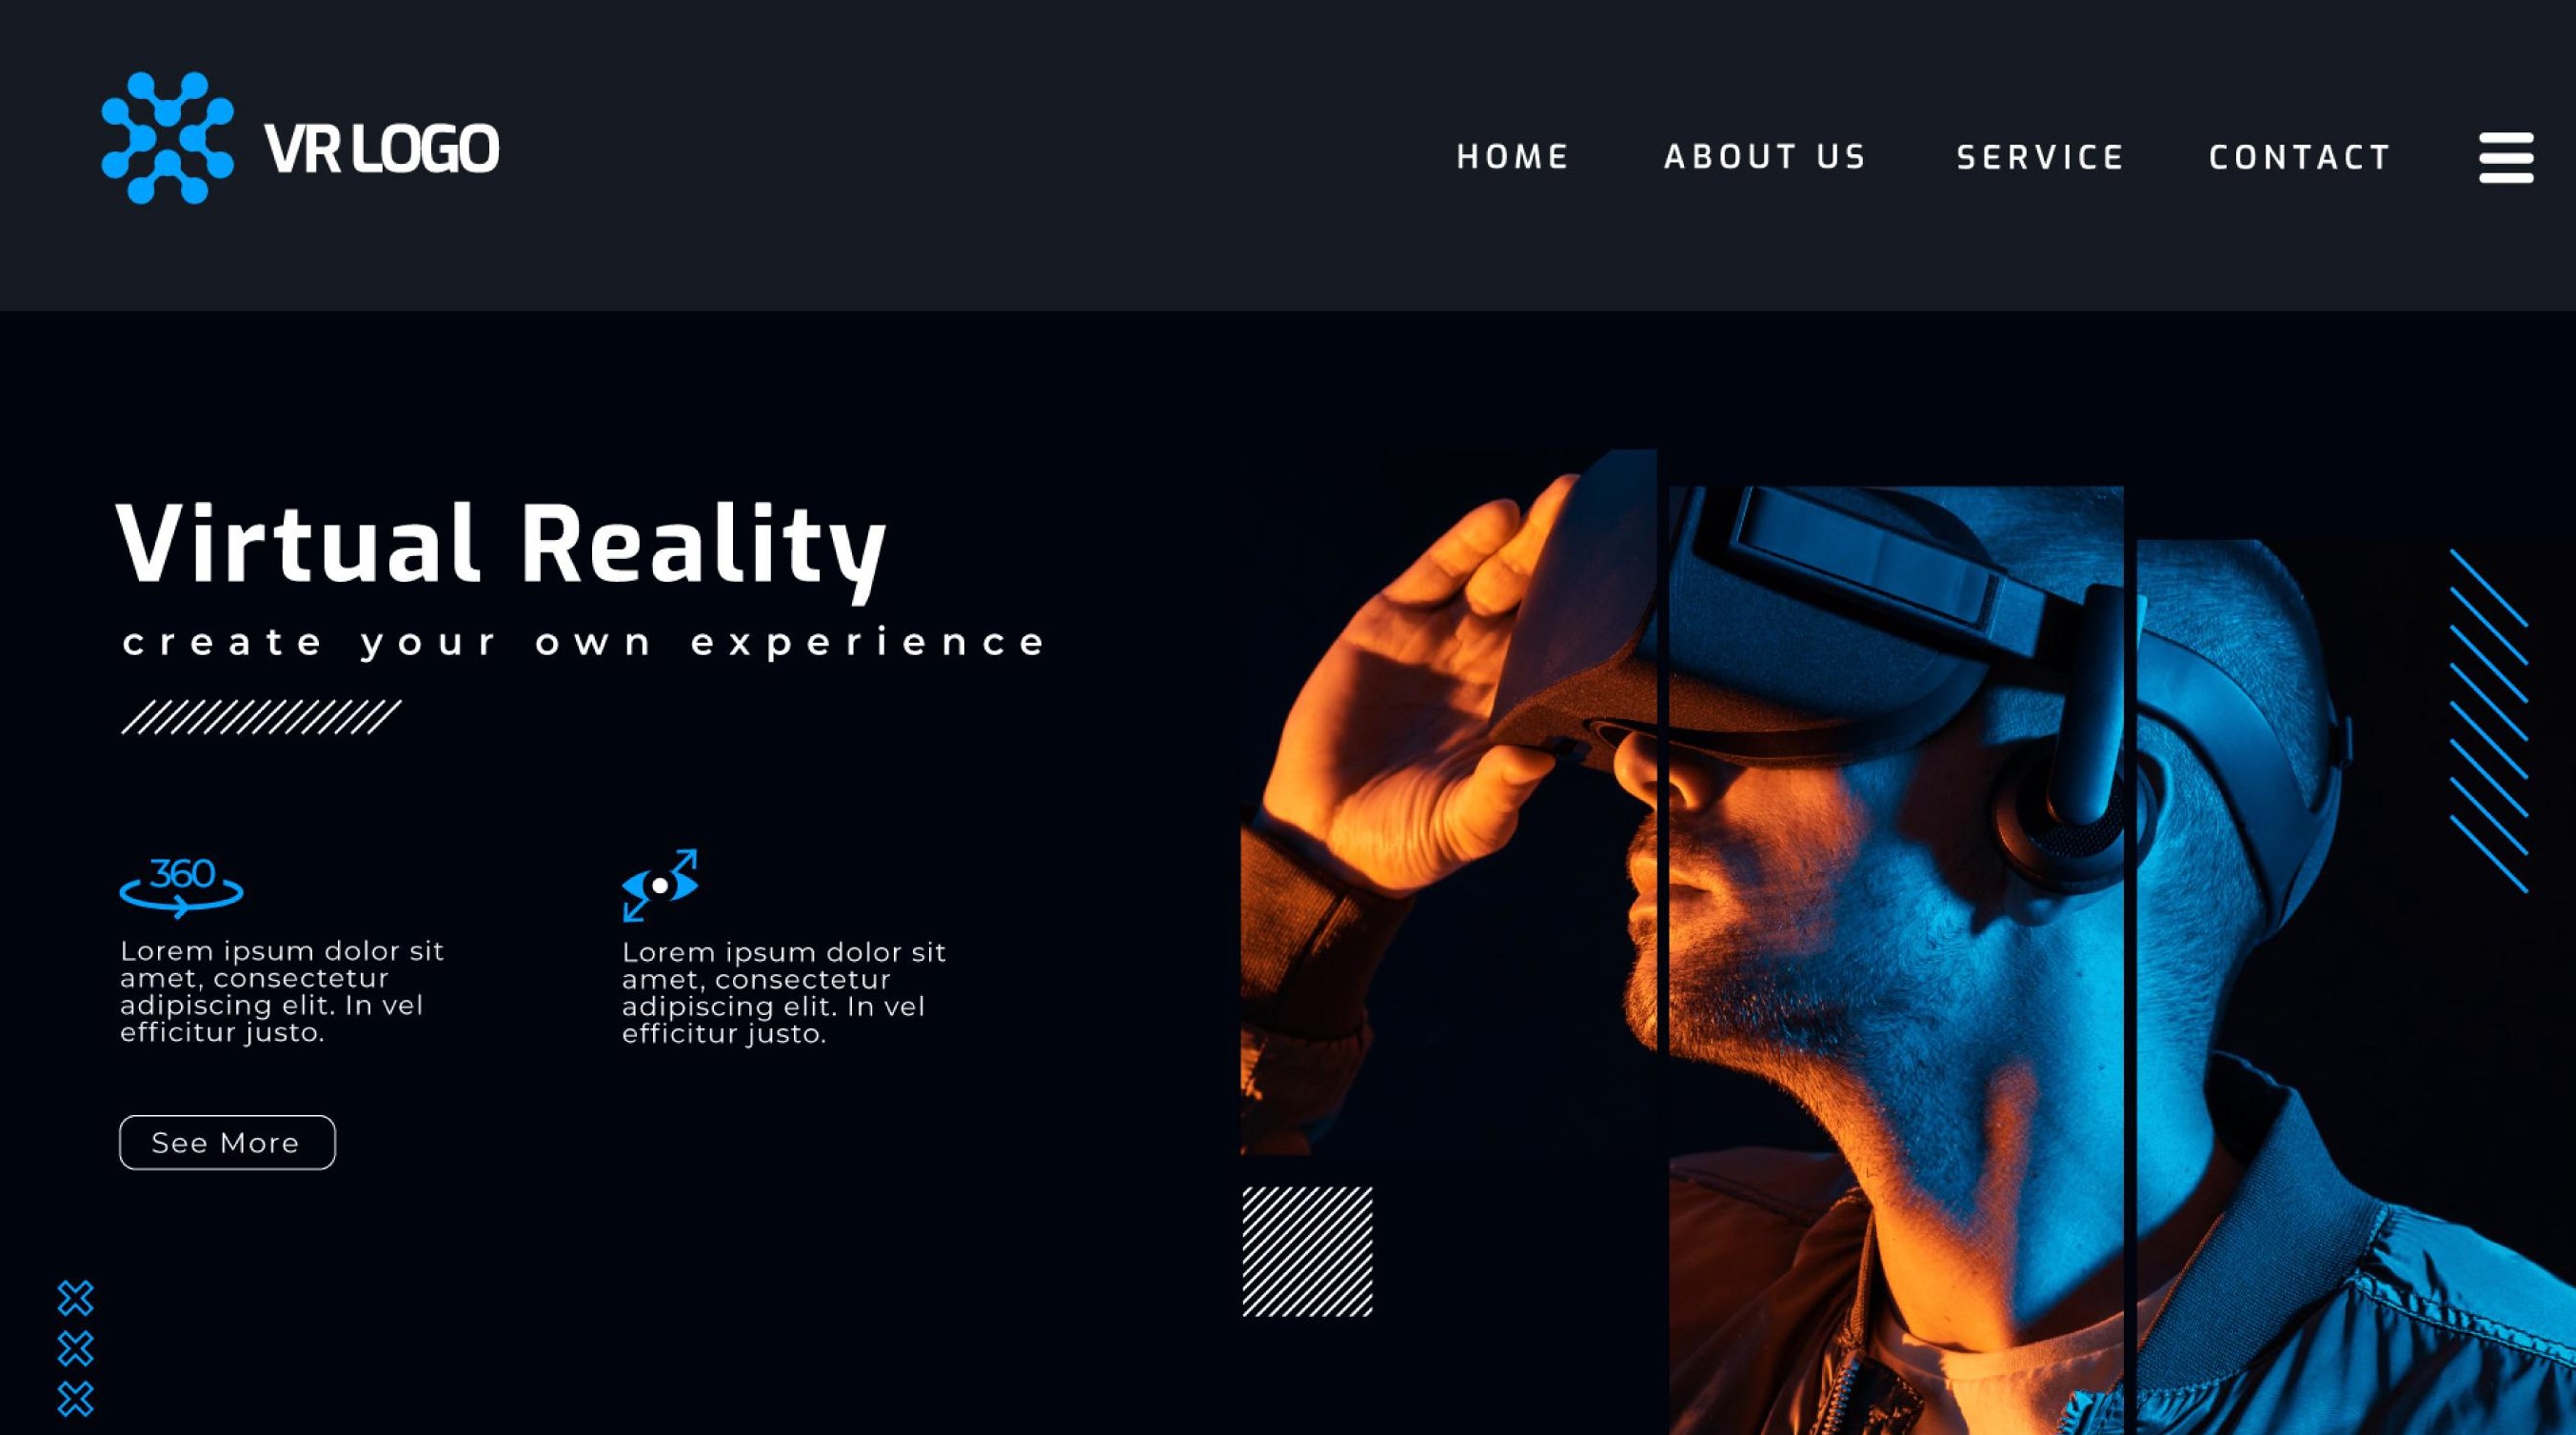 VR LOGO
HOME
ABOUT US
SERVICE
CONTACT
Virtual Reality
create your own experience
360
Lorem ipsum dolor sit
amet, consectetur
adipiscing elit. In vel
efficitur justo.
Lorem ipsum dolor sit
amet, consectetur
adipiscing elit. In vel
efficitur justo.
See More